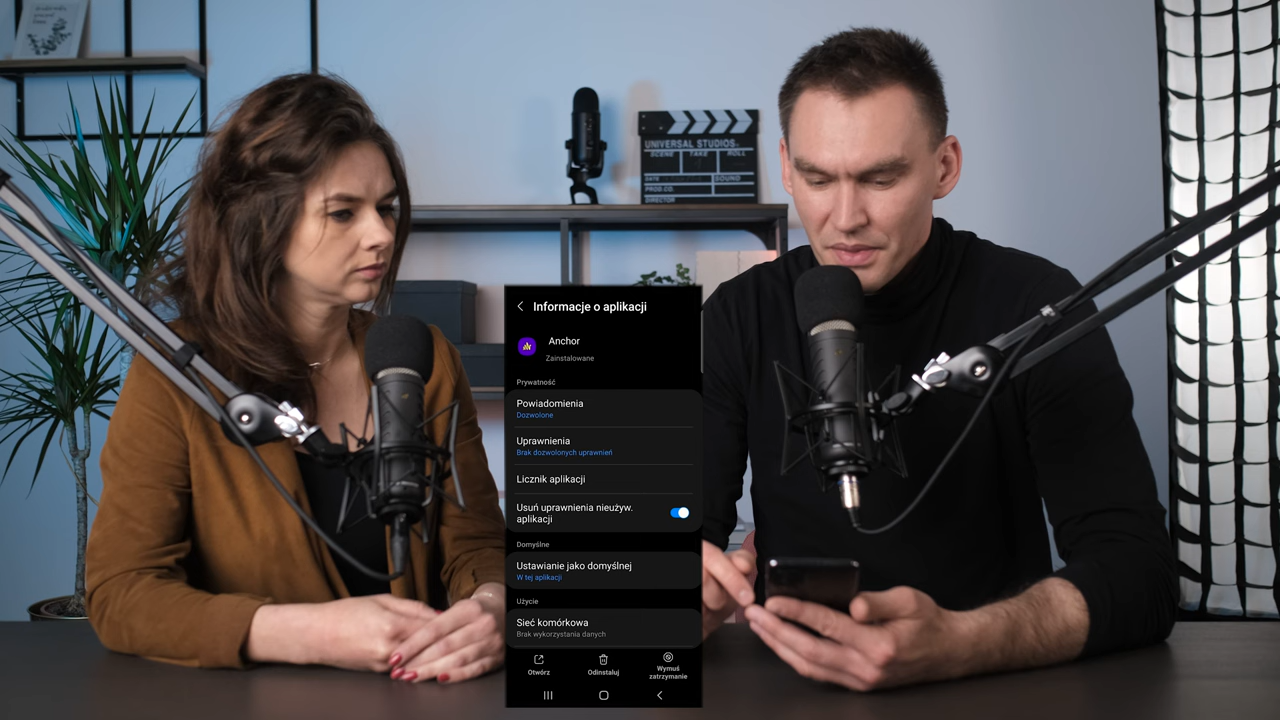 UNIVERSAL STUDIOS
SCENE TAKE ROLL
DATE SOUND
PROD.CO.
DIRECTOR
Informacje o aplikacji
Anchor
Zainstalowane
Prywatność
Powiadomienia
Dozwolone
Uprawnienia
Brak dozwolonych uprawnień
Licznik aplikacji
Usuń uprawnienia nieużyw.
aplikacji
Domyślne
Ustawianie jako domyślnej
W tej aplikacji
Użycie
Sieć komórkowa
Brak wykorzystania danych
Otwórz
Odinstaluj
Wymuś
zatrzymanie